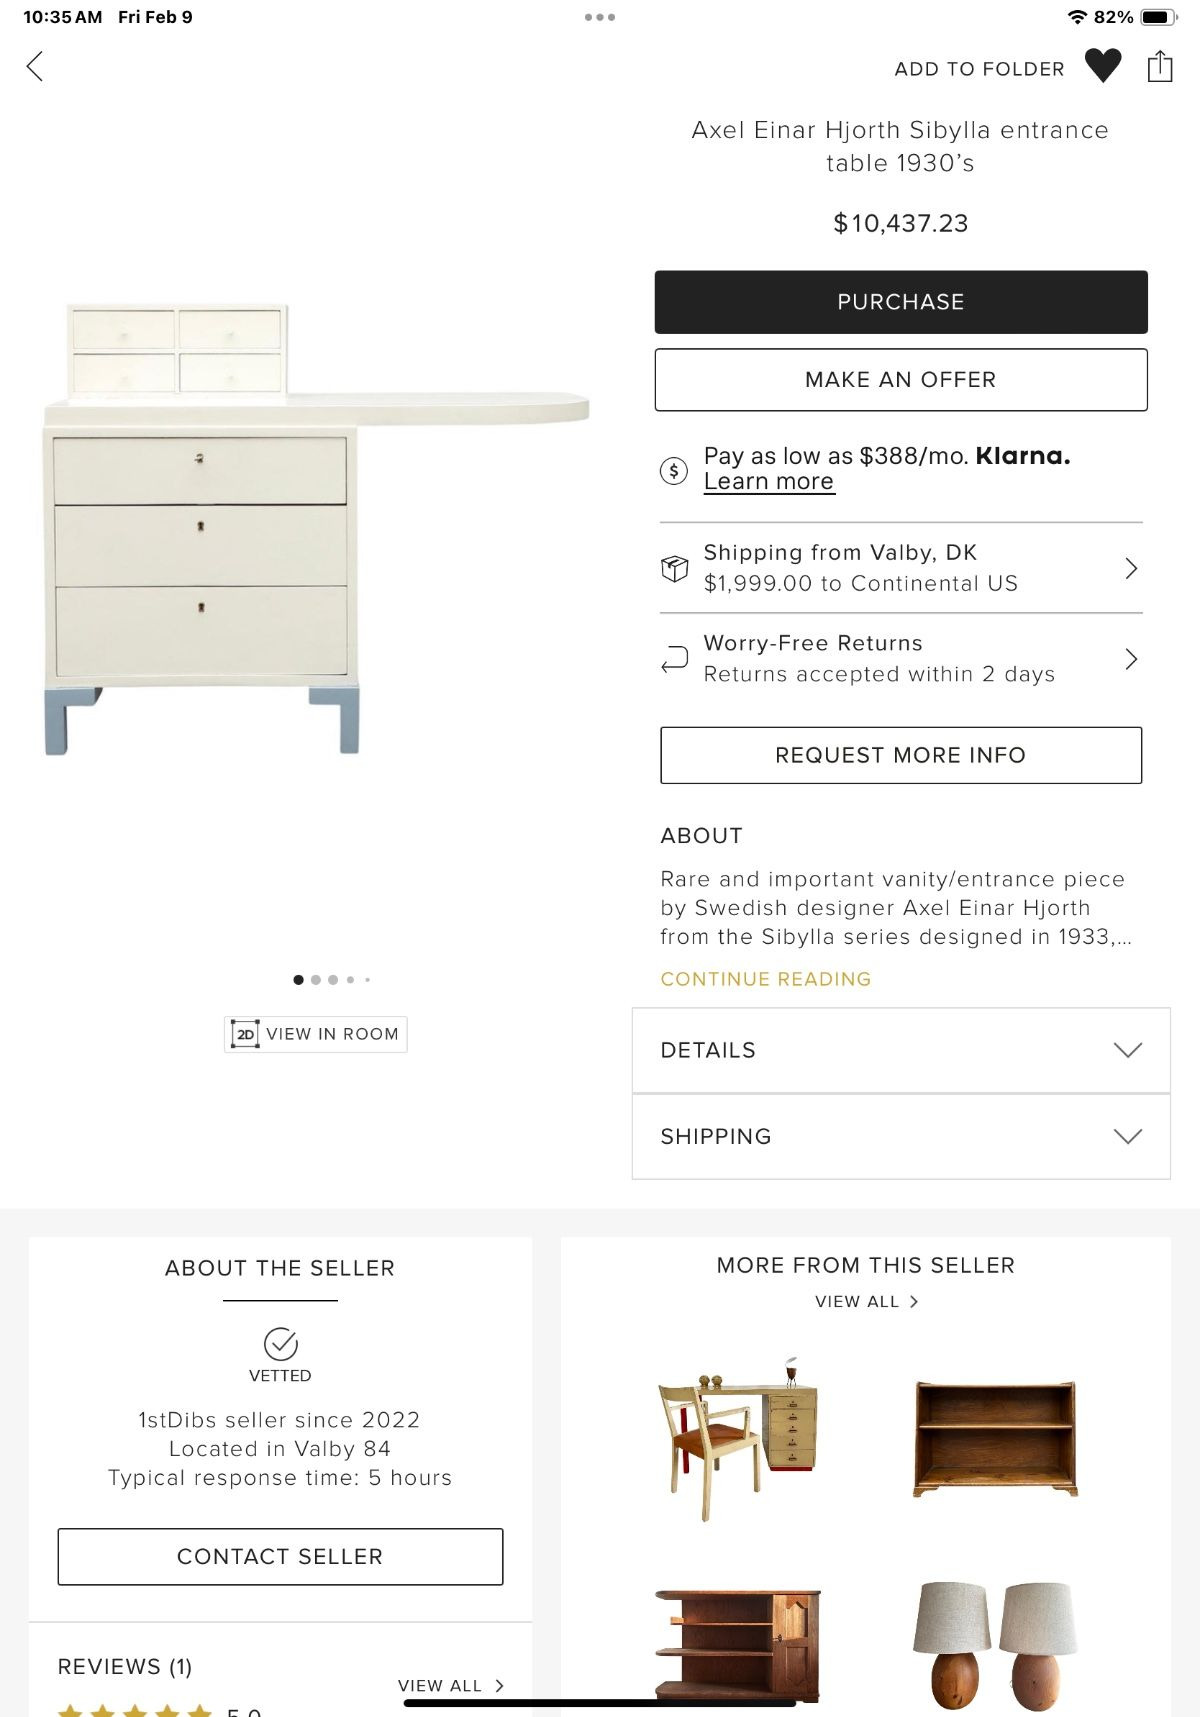 10:35 AM Fri Feb 9
82%
ADD TO FOLDER
Axel Einar Hjorth Sibylla entrance
table 1930’s
$10,437.23
PURCHASE
MAKE AN OFFER
Pay as low as $388/mo. Klarna.
Learn more
Shipping from Valby, DK
$1,999.00 to Continental US
Worry-Free Returns
Returns accepted within 2 days
REQUEST MORE INFO
ABOUT
Rare and important vanity/entrance piece
by Swedish designer Axel Einar Hjorth
from the Sibylla series designed in 1933,...
CONTINUE READING
2D VIEW IN ROOM
DETAILS
SHIPPING
ABOUT THE SELLER
VETTED
1stDibs seller since 2022
Located in Valby 84
Typical response time: 5 hours
CONTACT SELLER
REVIEWS (1)
VIEW ALL
5.0
MORE FROM THIS SELLER
VIEW ALL